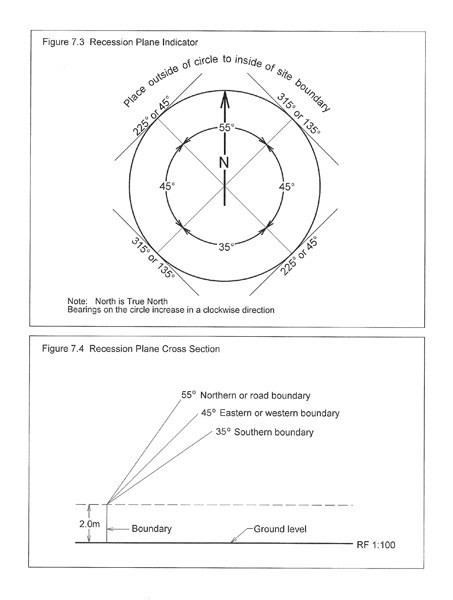 Figure 7.3 Recession Plane Indicator
Place outside of circle to inside of site boundary
225° or 45°
315° or 135°
55°
N
45°
45°
35°
315° or 135°
225° or 45°
Note: North is True North
Bearings on the circle increase in a clockwise direction
Figure 7.4 Recession Plane Cross Section
55° Northern or road boundary
45° Eastern or western boundary
35° Southern boundary
2.0m
Boundary
Ground level
RF 1:100